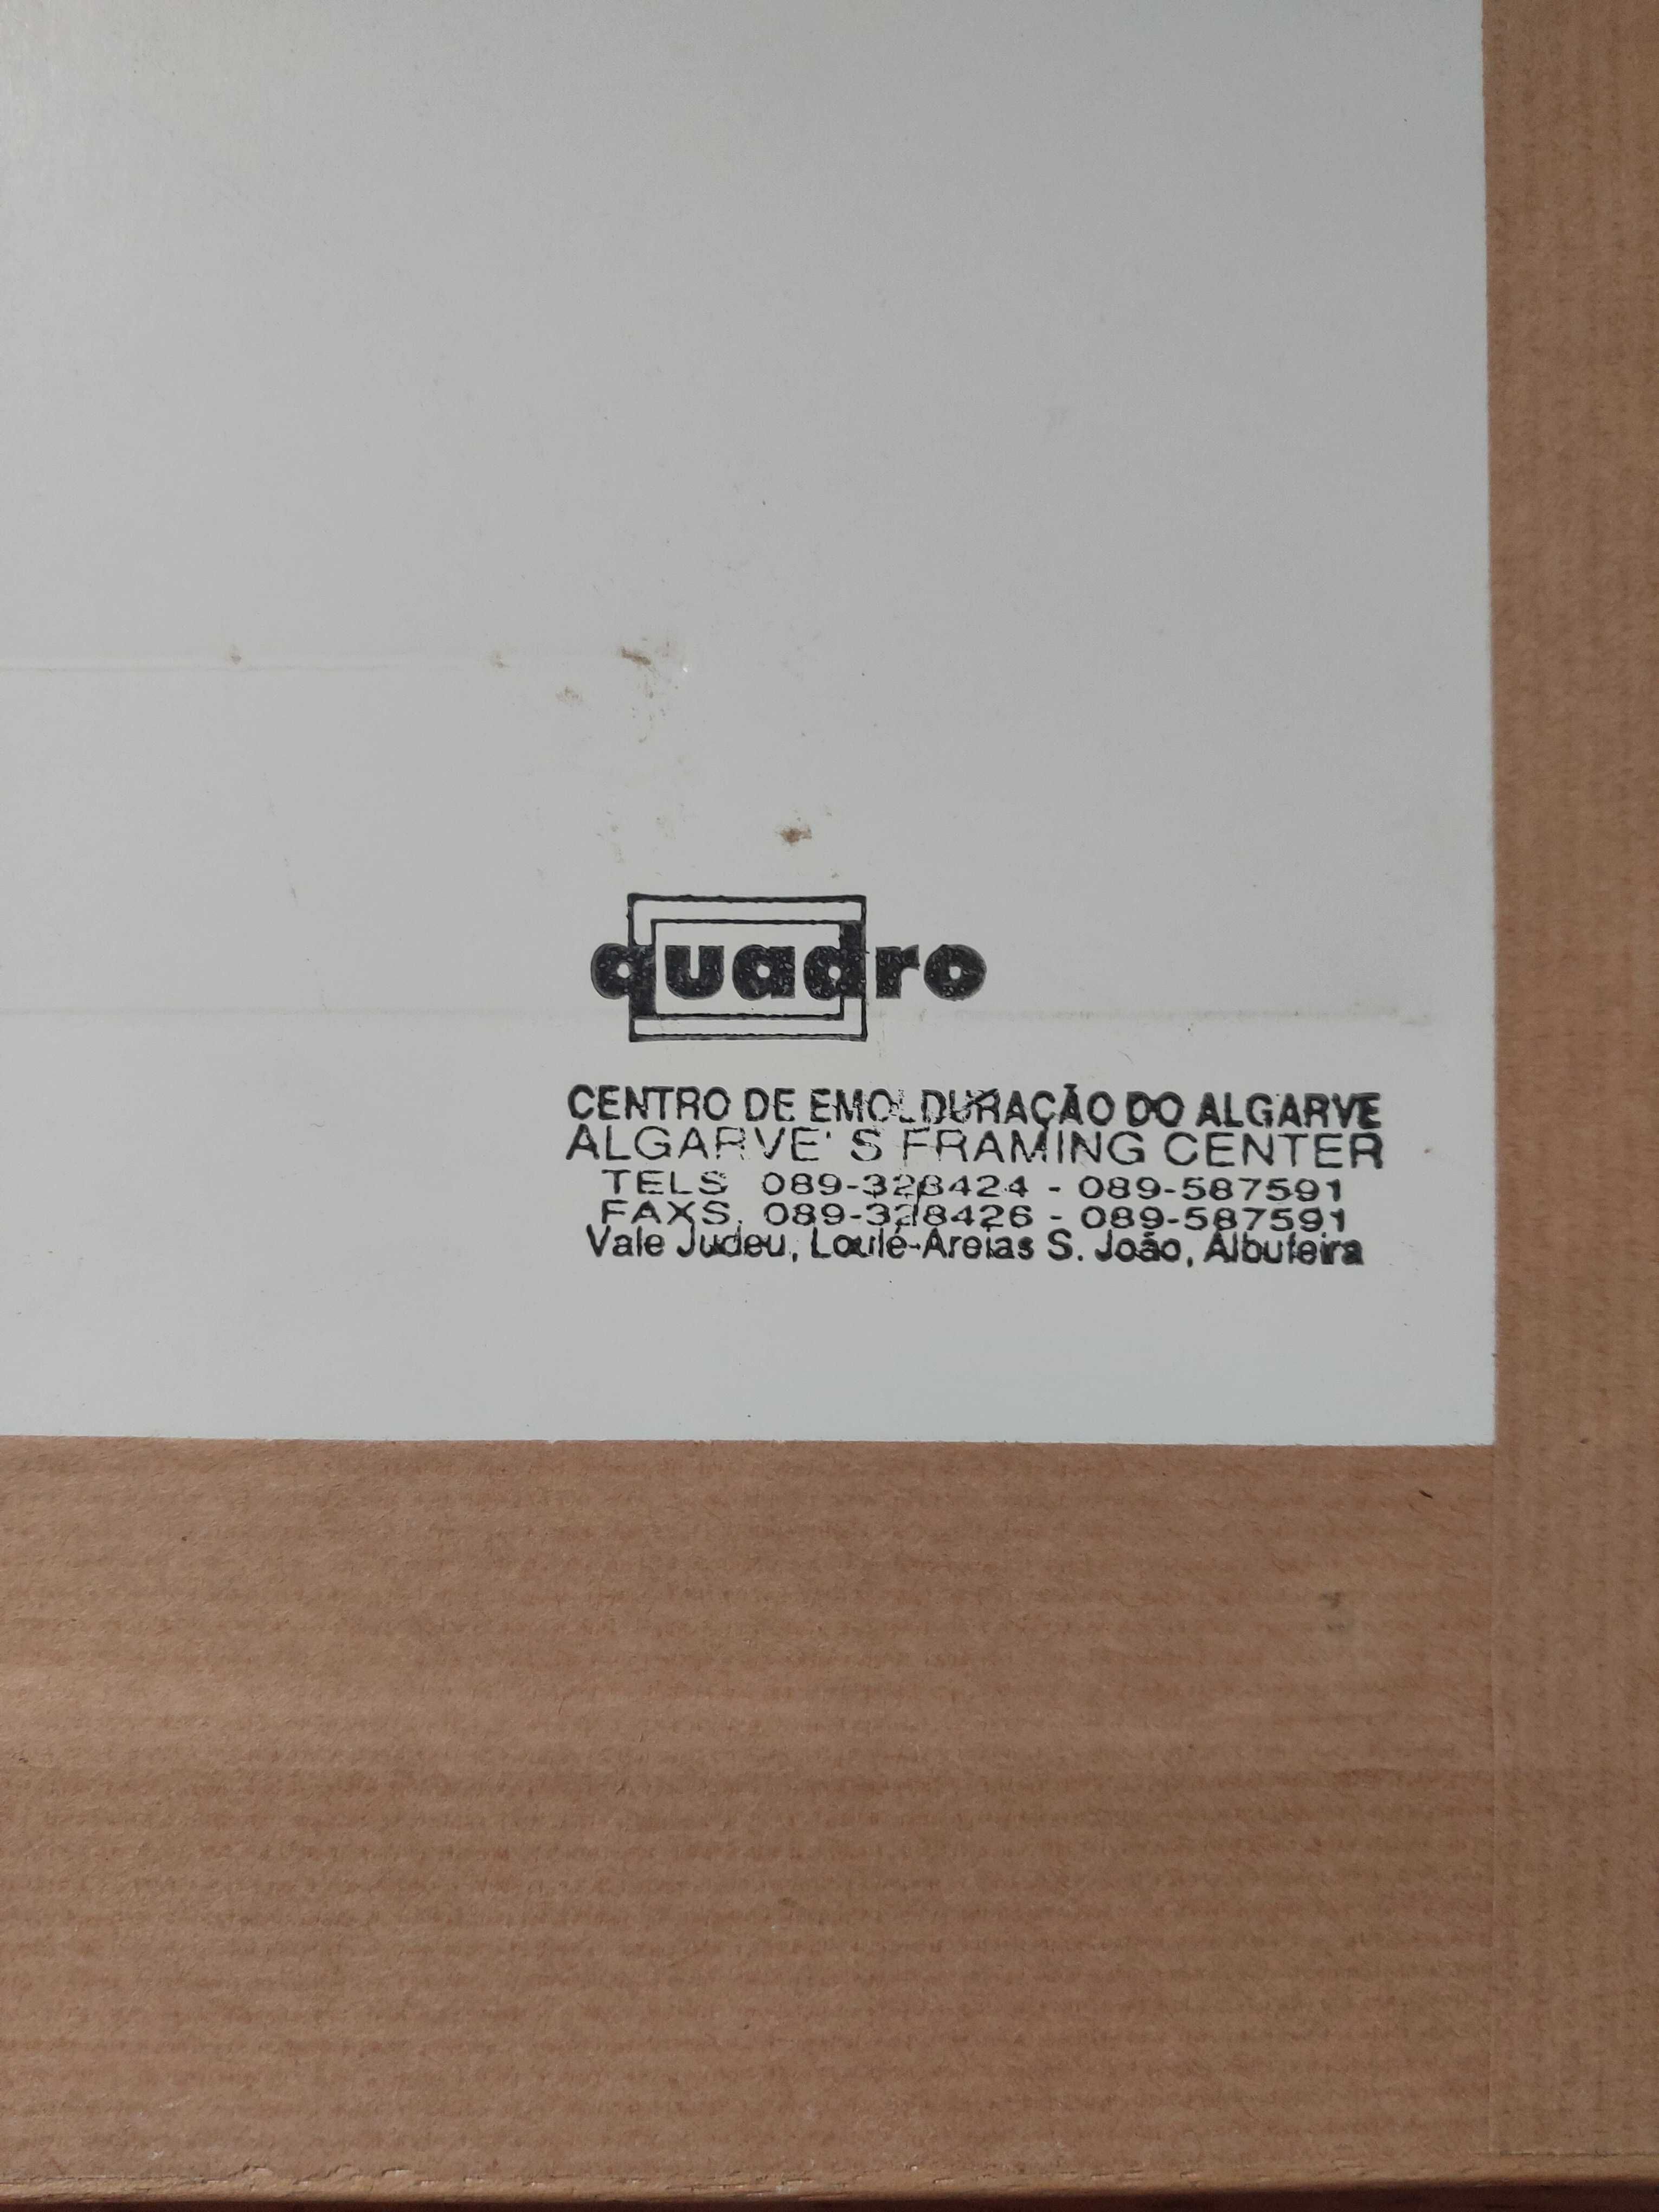 quadro
CENTRO DE EMOLDURAÇÃO DO ALGARVE
ALGARVE' S FRAMING CENTER
TELS 089-328424 - 089-587591
FAXS. 089-328426 - 089-587591
Vale Judeu, Loulé-Areias S. João, Albufeira